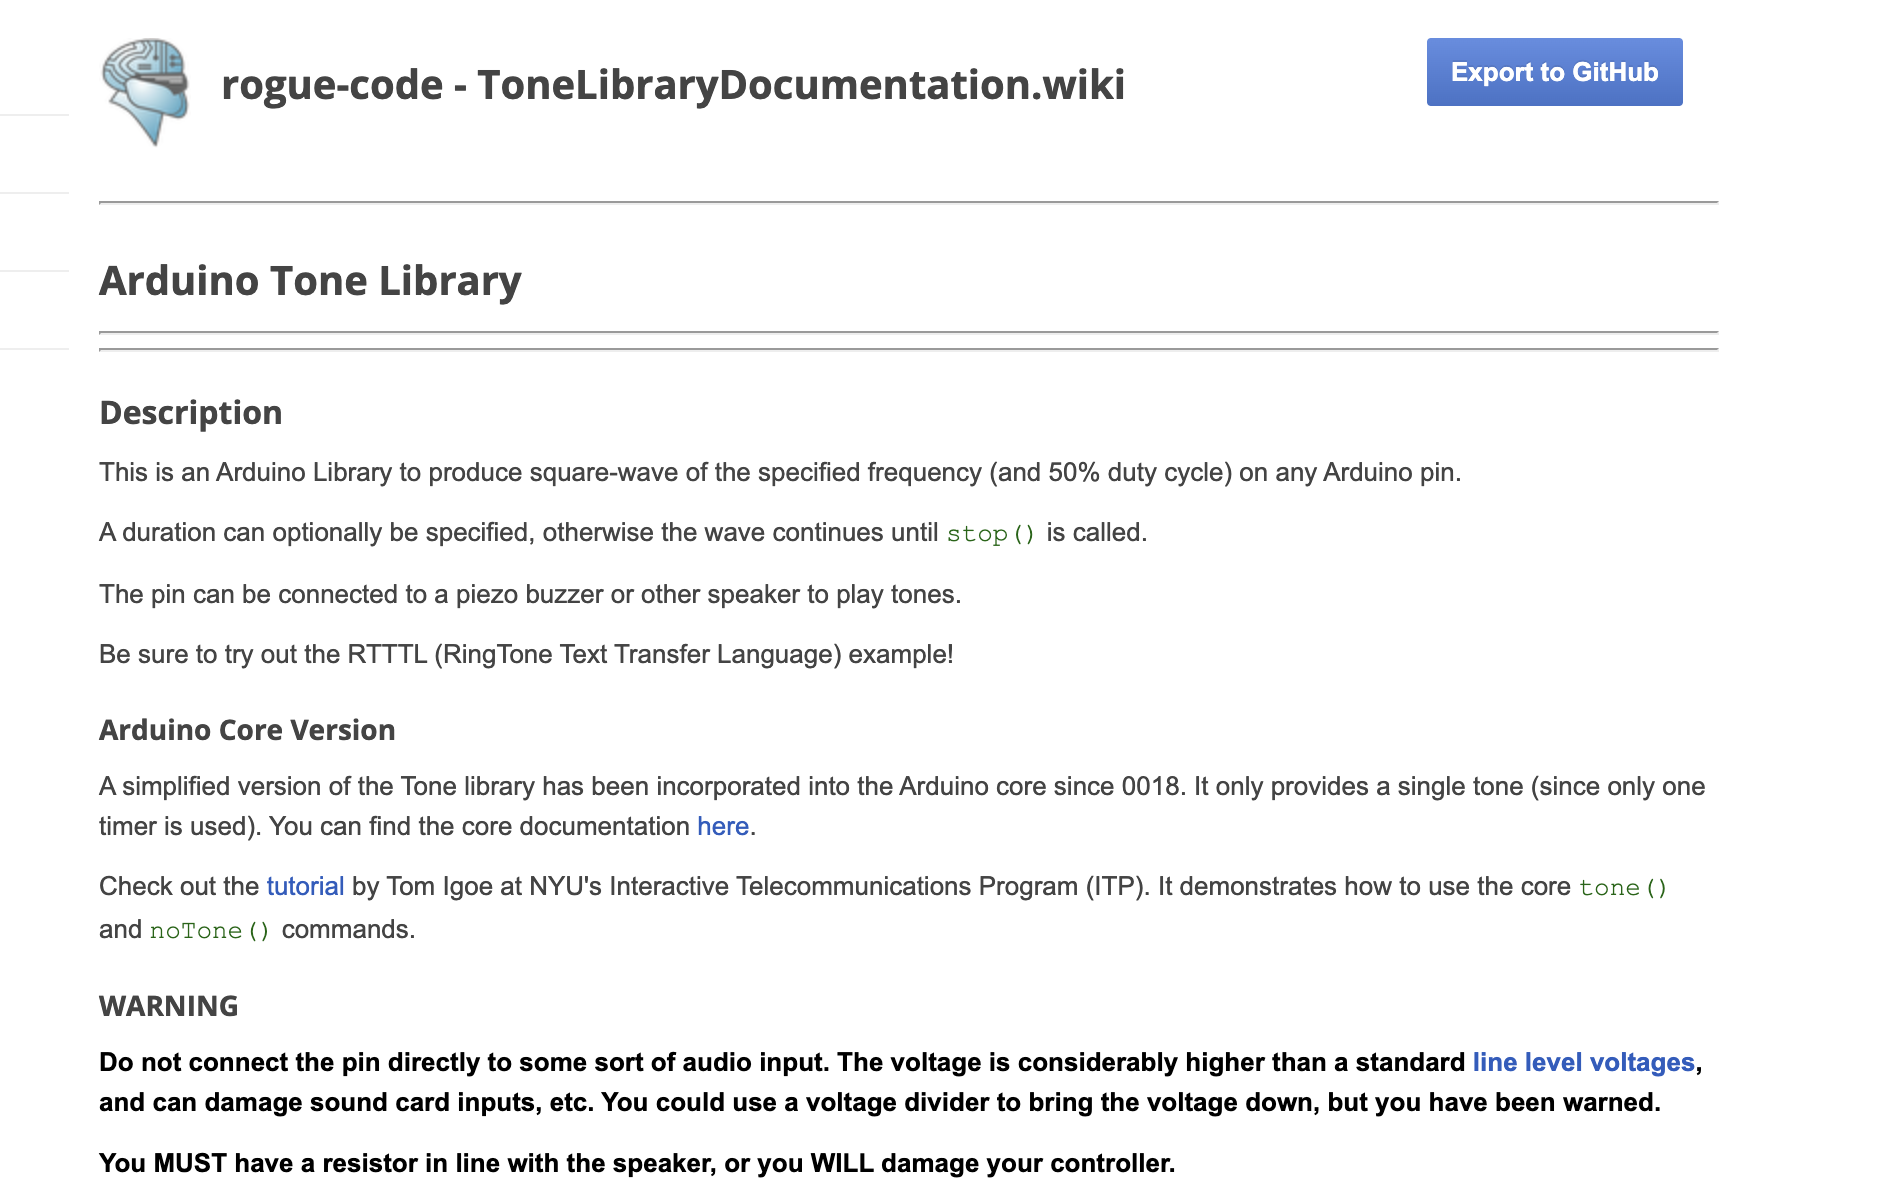 rogue-code - ToneLibraryDocumentation.wiki
Export to GitHub
Arduino Tone Library
Description
This is an Arduino Library to produce square-wave of the specified frequency (and 50% duty cycle) on any Arduino pin.
A duration can optionally be specified, otherwise the wave continues until stop() is called.
The pin can be connected to a piezo buzzer or other speaker to play tones.
Be sure to try out the RTTTL (RingTone Text Transfer Language) example!
Arduino Core Version
A simplified version of the Tone library has been incorporated into the Arduino core since 0018. It only provides a single tone (since only one
timer is used). You can find the core documentation here.
Check out the tutorial by Tom Igoe at NYU's Interactive Telecommunications Program (ITP). It demonstrates how to use the core tone()
and noTone() commands.
WARNING
Do not connect the pin directly to some sort of audio input. The voltage is considerably higher than a standard line level voltages,
and can damage sound card inputs, etc. You could use a voltage divider to bring the voltage down, but you have been warned.
You MUST have a resistor in line with the speaker, or you WILL damage your controller.